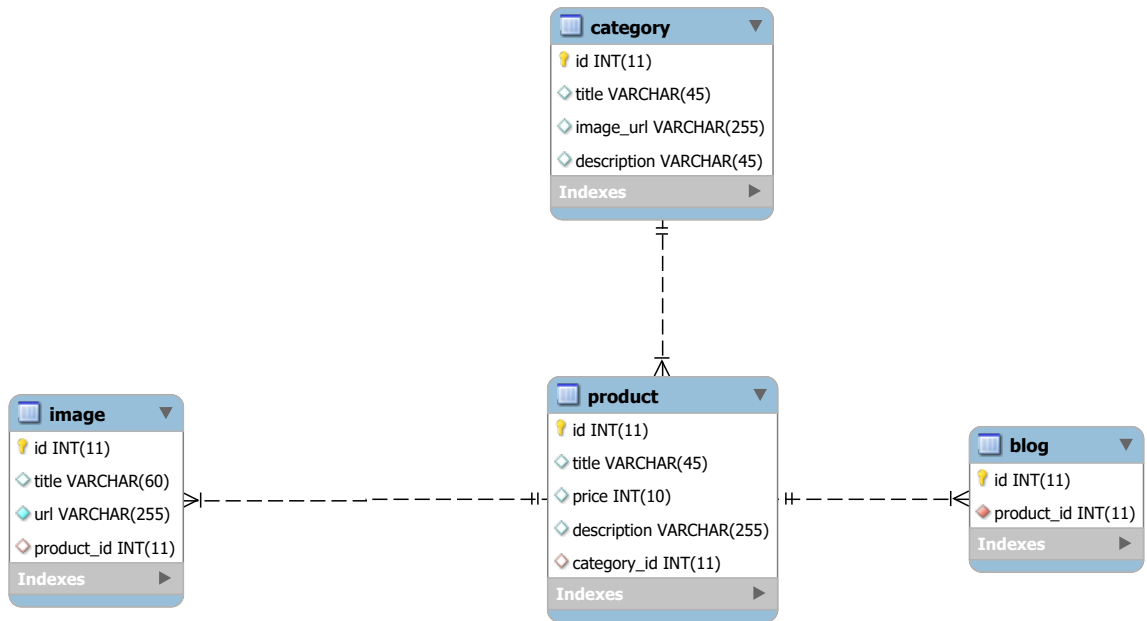 category
id INT(11)
title VARCHAR(45)
image_url VARCHAR(255)
description VARCHAR(45)
Indexes
image
id INT(11)
title VARCHAR(60)
url VARCHAR(255)
product_id INT(11)
Indexes
product
id INT(11)
title VARCHAR(45)
price INT(10)
description VARCHAR(255)
category_id INT(11)
Indexes
blog
id INT(11)
product_id INT(11)
Indexes